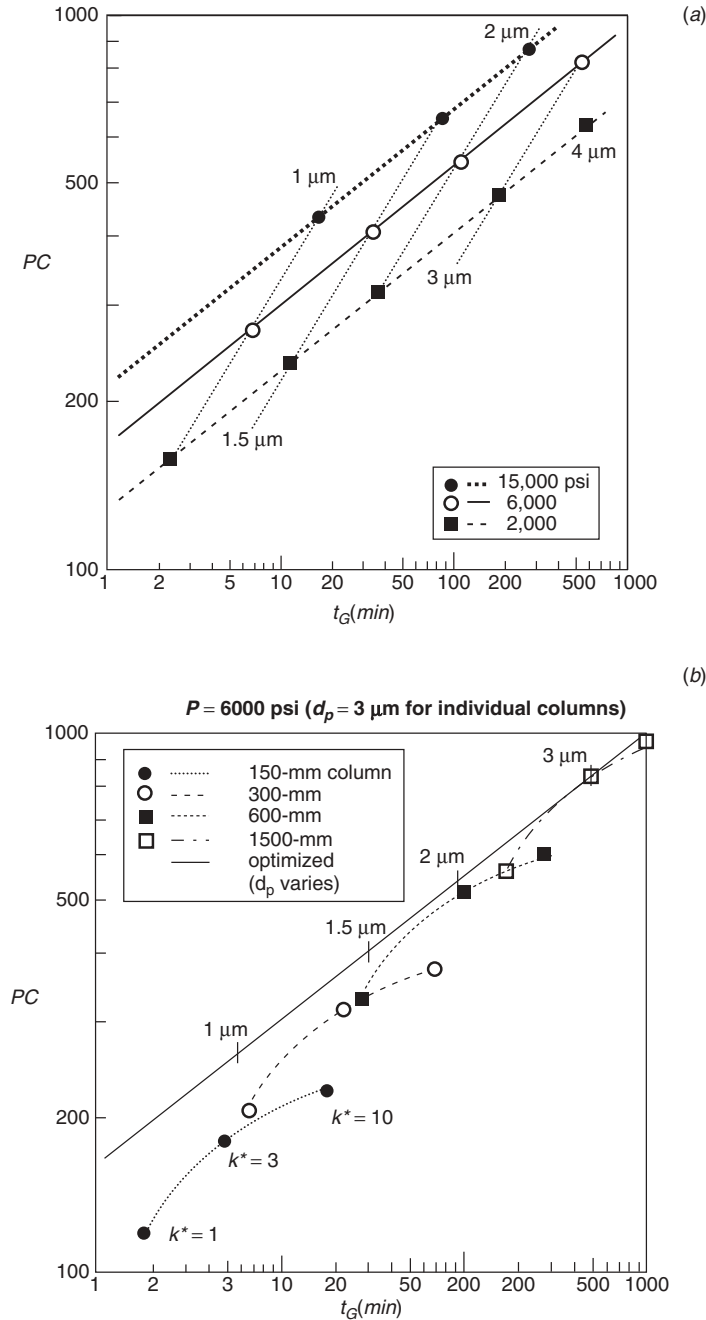 (a)
1000
500
200
100
PC
2 μm
1 μm
4 μm
3 μm
1.5 μm
15,000 psi
6,000
2,000
1 2 5 10 20 50 100 200 500 1000
t_G(min)
(b)
P = 6000 psi (d_p = 3 μm for individual columns)
1000
500
200
100
PC
150-mm column
300-mm
600-mm
1500-mm
optimized
(d_p varies)
3 μm
2 μm
1.5 μm
1 μm
k* = 10
k* = 3
k* = 1
1 2 3 10 20 50 100 200 200 500 1000
t_G(min)